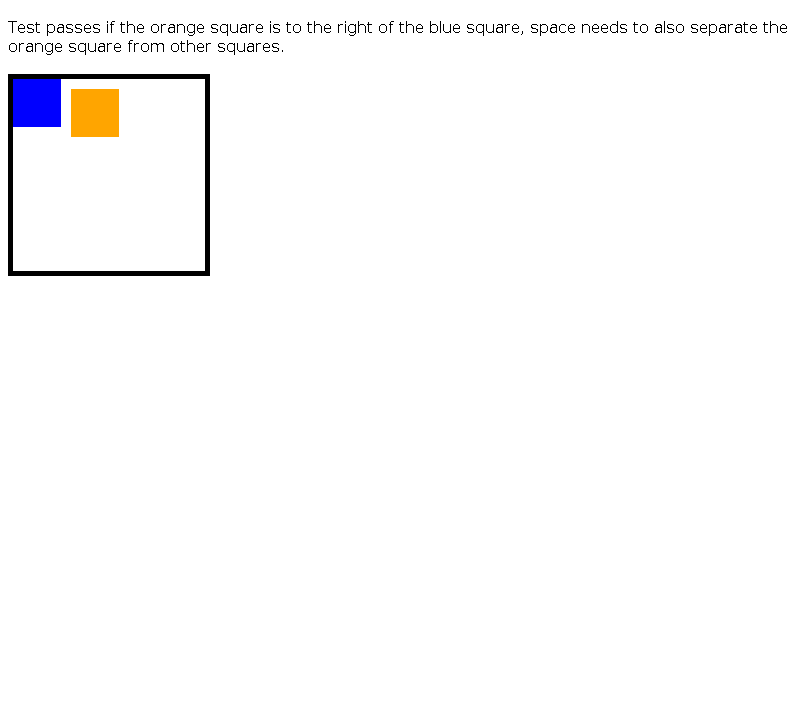 Test passes if the orange square is to the right of the blue square, space needs to also separate the
orange square from other squares.